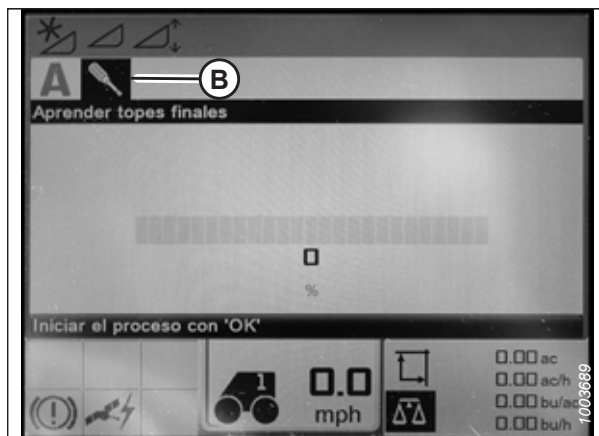 A
B
Aprender topes finales
0
%
Iniciar el proceso con 'OK'
1
0.0
mph
0.00 ac
0.00 ac/h
0.00 bu/ac
0.00 bu/h
1003689